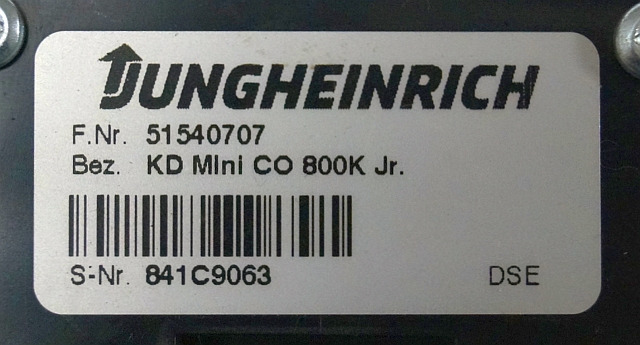 JUNGHEINRICH
F.Nr. 51540707
Bez. KD Mini CO 800K Jr.
S-Nr. 841C9063 DSE